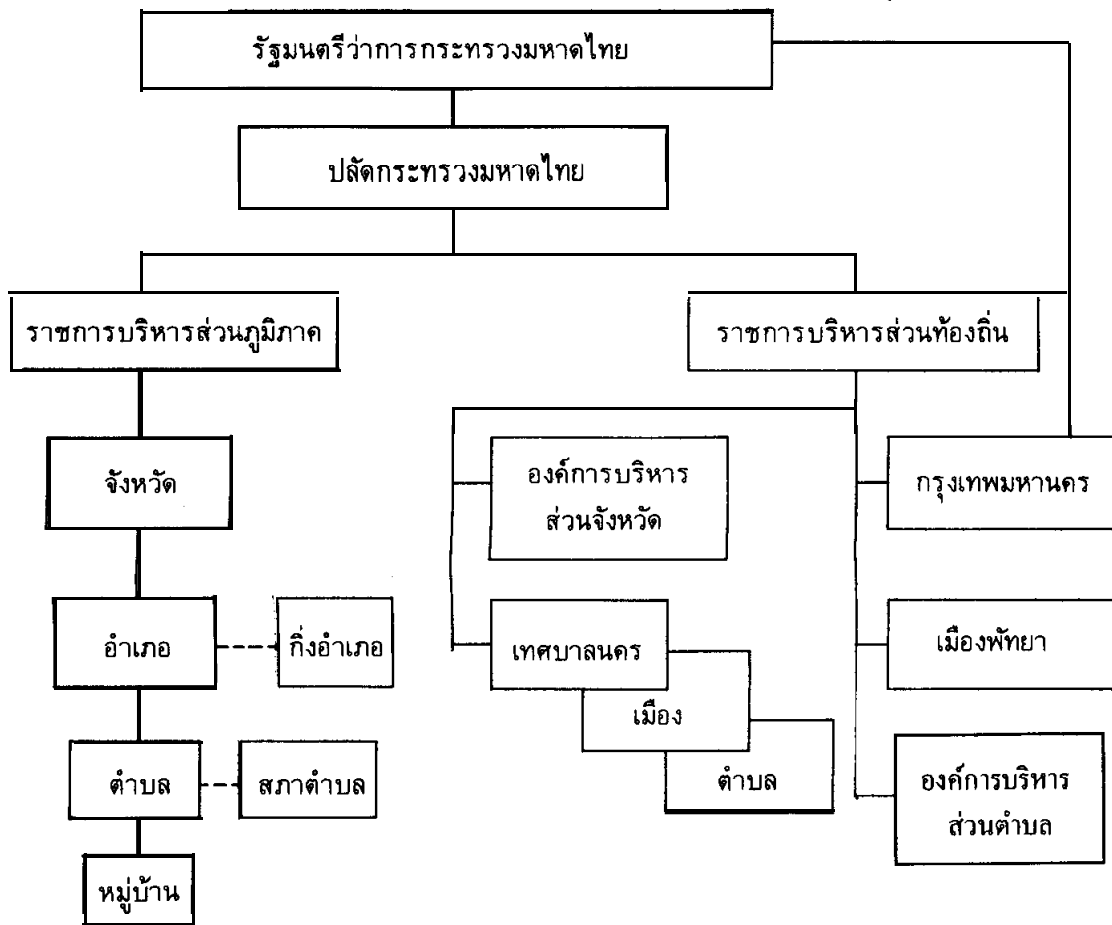 รัฐมนตรีว่าการกระทรวงมหาดไทย
ปลัดกระทรวงมหาดไทย
ราชการบริหารส่วนภูมิภาค
ราชการบริหารส่วนท้องถิ่น
จังหวัด
องค์การบริหาร
ส่วนจังหวัด
กรุงเทพมหานคร
อำเภอ
กิ่งอำเภอ
เทศบาลนคร
เมือง
ตำบล
เมืองพัทยา
ตำบล
สภาตำบล
องค์การบริหาร
ส่วนตำบล
หมู่บ้าน